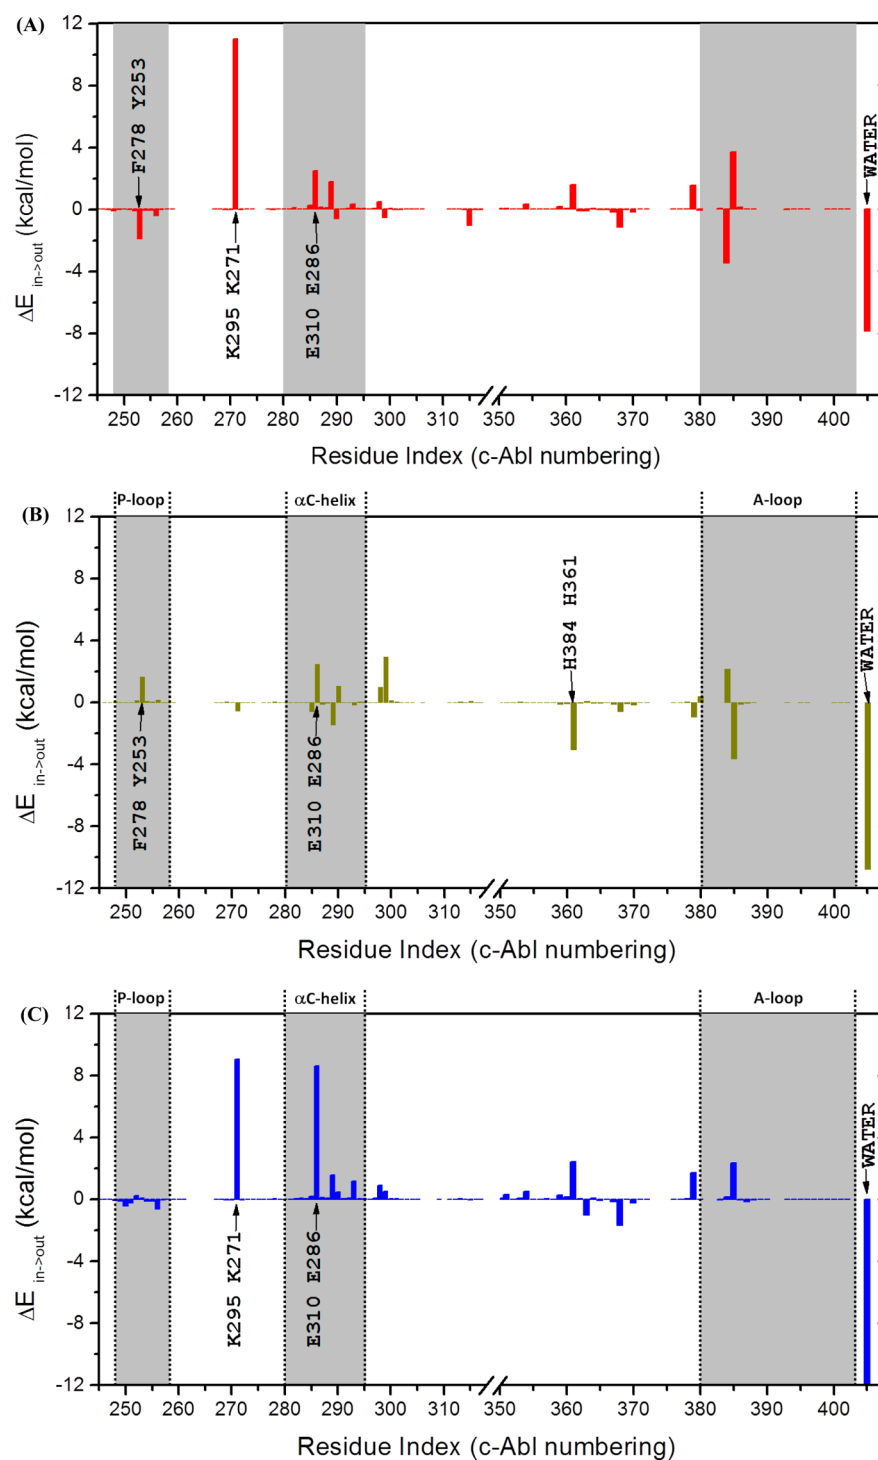 (A)
12
8
4
0
-4
-8
-12
ΔE in->out (kcal/mol)
F278 Y253
K295 K271
E310 E286
WATER
250 260 270 280 290 300 310 350 360 370 380 390 400
Residue Index (c-Abl numbering)
P-loop αC-helix A-loop
(B)
12
8
4
0
-4
-8
-12
ΔE in->out (kcal/mol)
F278 Y253
E310 E286
H384 H361
WATER
250 260 270 280 290 300 310 350 360 370 380 390 400
Residue Index (c-Abl numbering)
P-loop αC-helix A-loop
(C)
12
8
4
0
-4
-8
-12
ΔE in->out (kcal/mol)
K295 K271
E310 E286
WATER
250 260 270 280 290 300 310 350 360 370 380 390 400
Residue Index (c-Abl numbering)